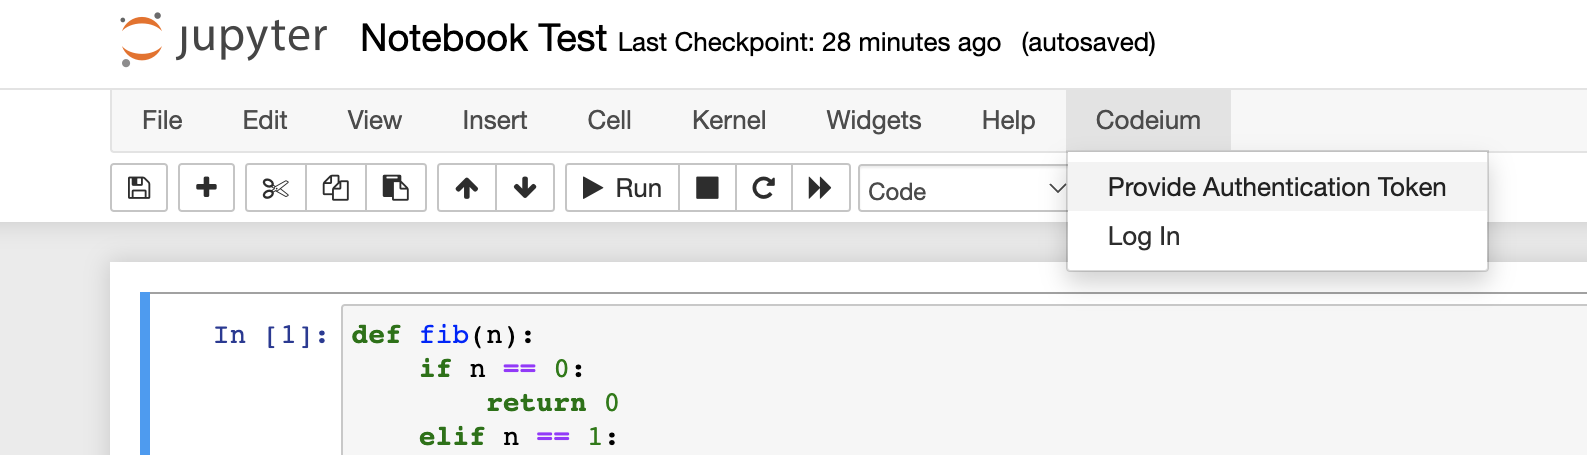 jupyter Notebook Test Last Checkpoint: 28 minutes ago (autosaved)
File Edit View Insert Cell Kernel Widgets Help Codeium
Run Code
Provide Authentication Token
Log In
In [1]: def fib(n):
    if n == 0:
        return 0
    elif n == 1: